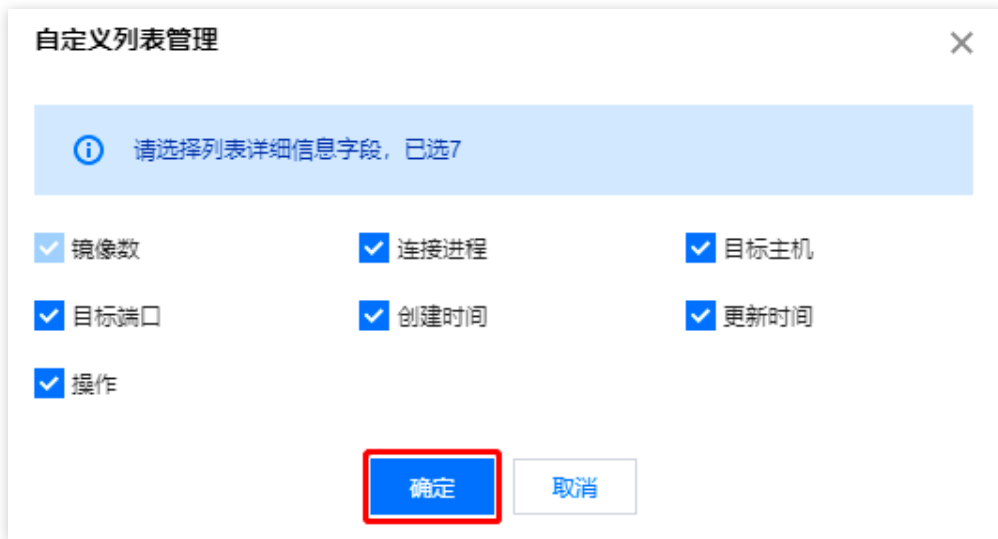 自定义列表管理
请选择列表详细信息字段，已选7
镜像数 连接进程 目标主机
目标端口 创建时间 更新时间
操作
确定 取消